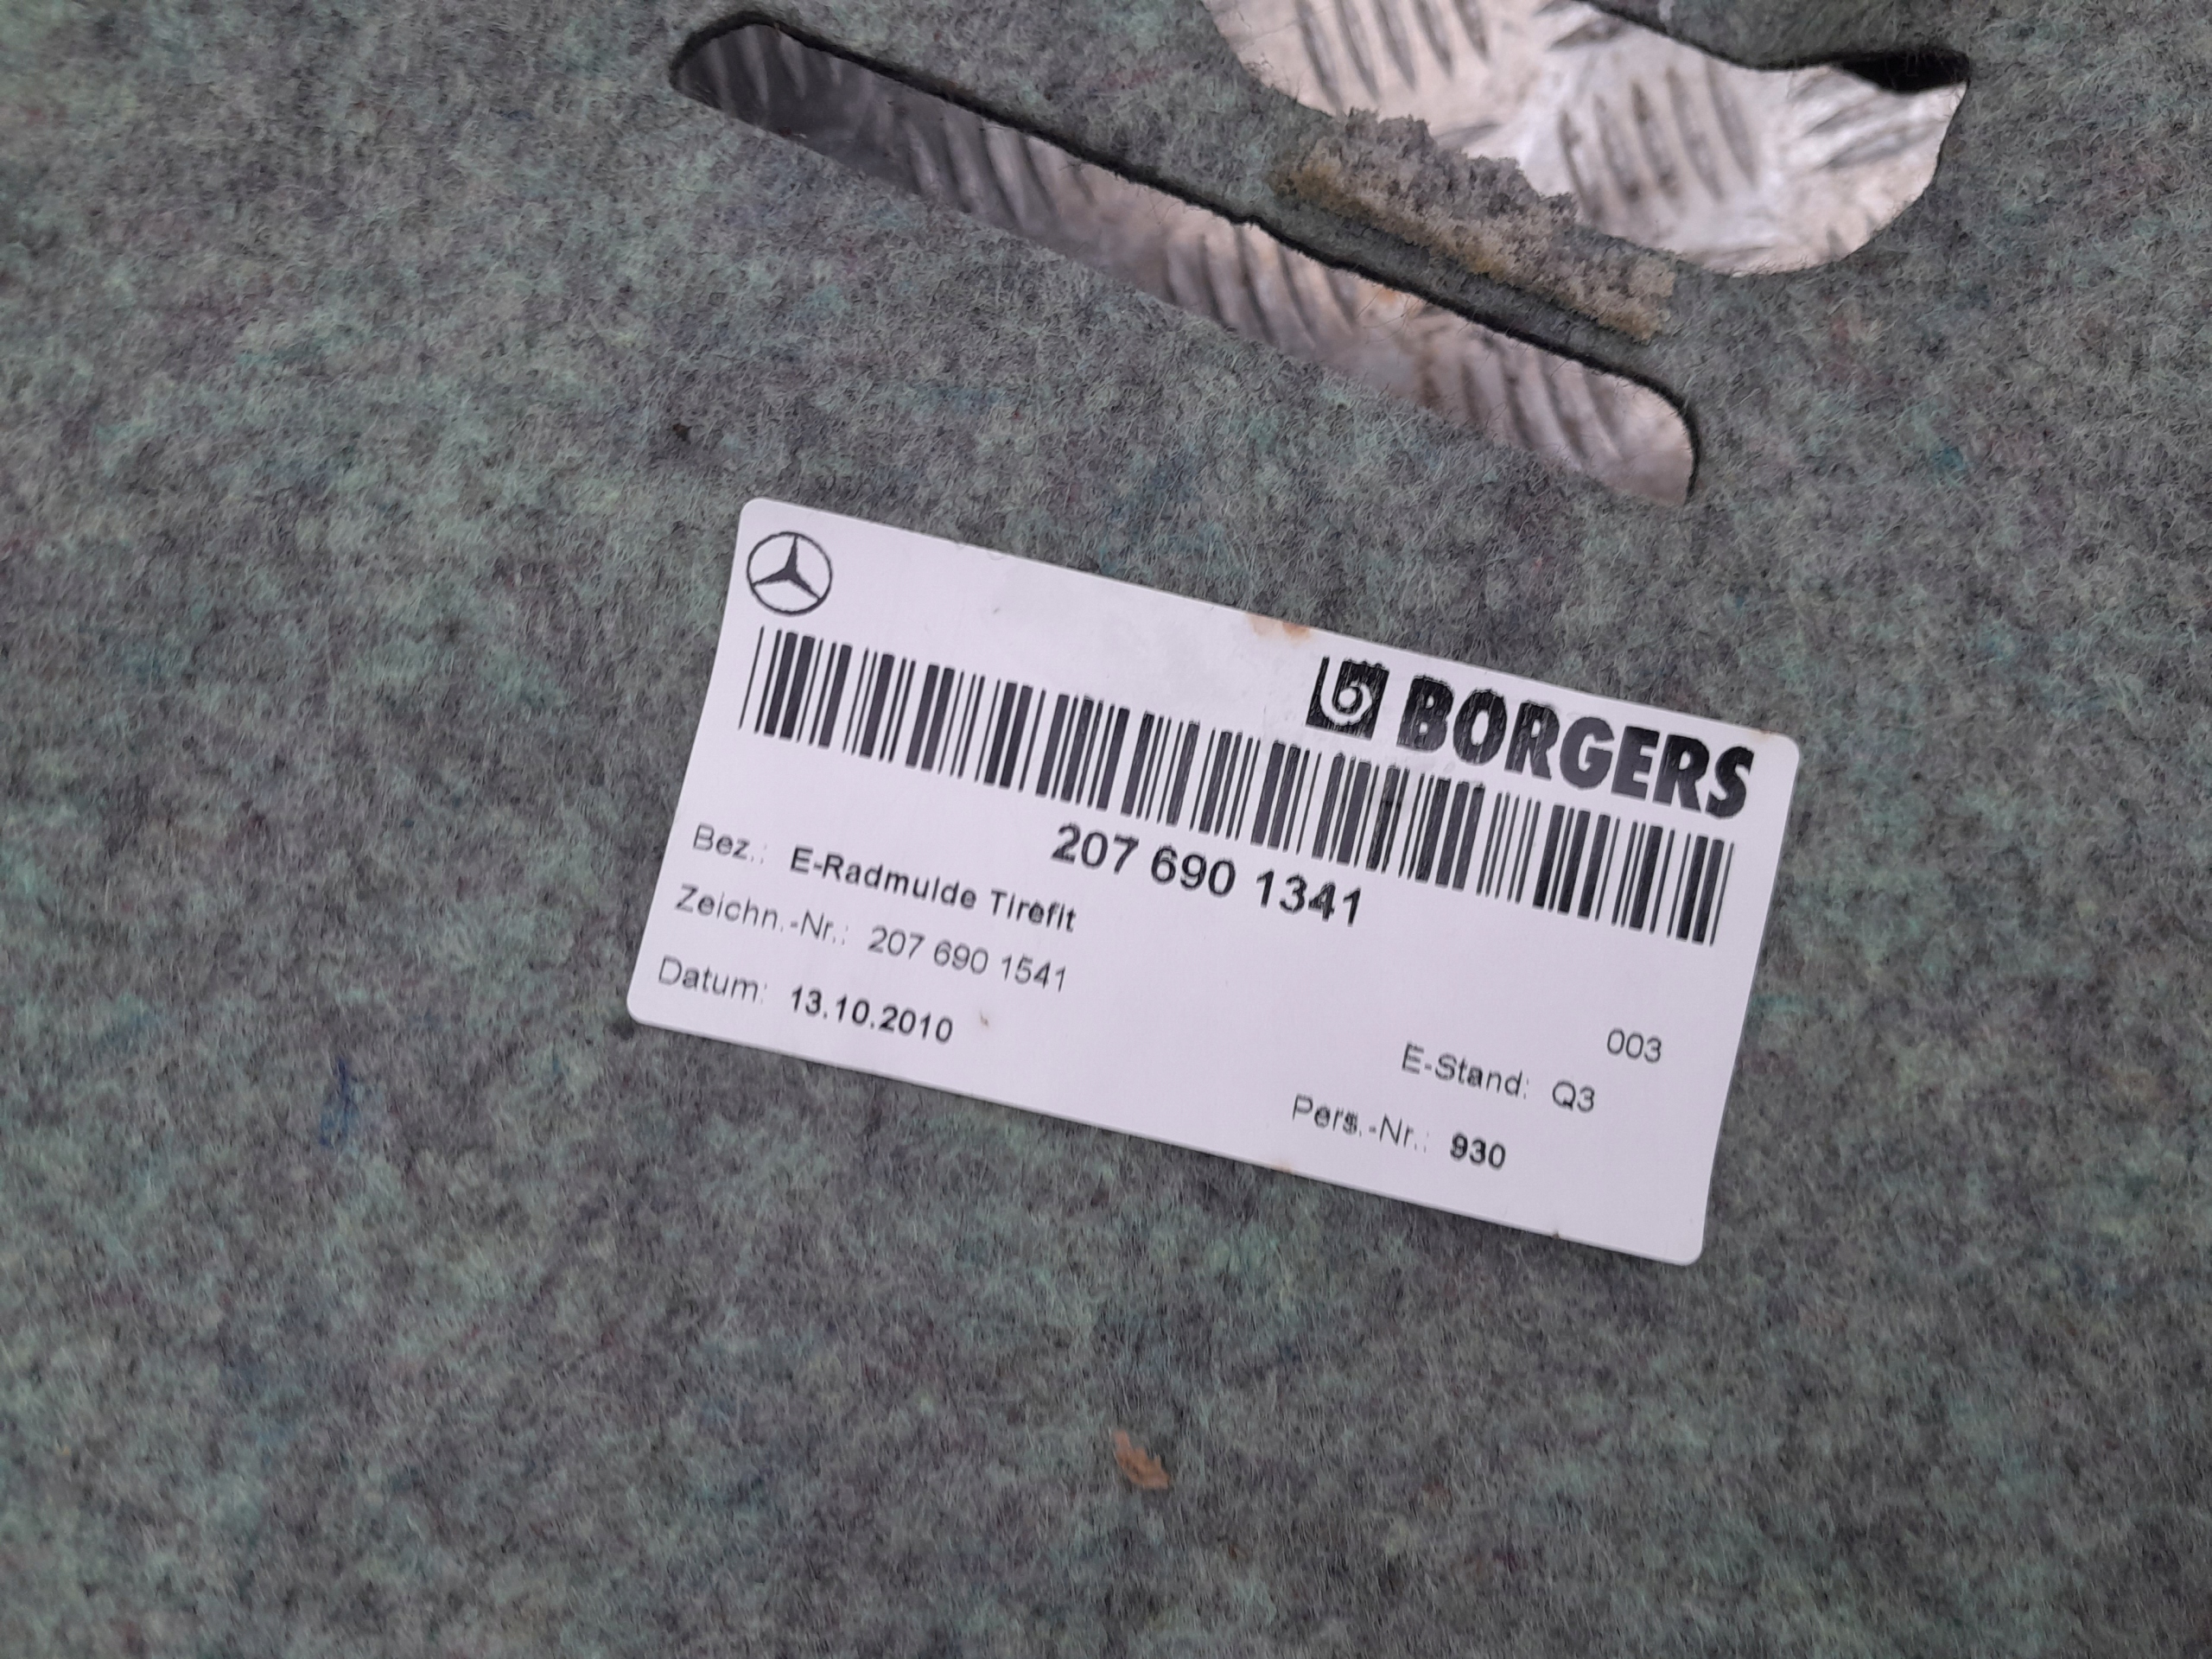 BORGERS
207 690 1341
Bez.: E-Radmulde Tirefit
Zeichn.-Nr.: 207 690 1541
Datum: 13.10.2010
003
E-Stand: Q3
Pers.-Nr.: 930